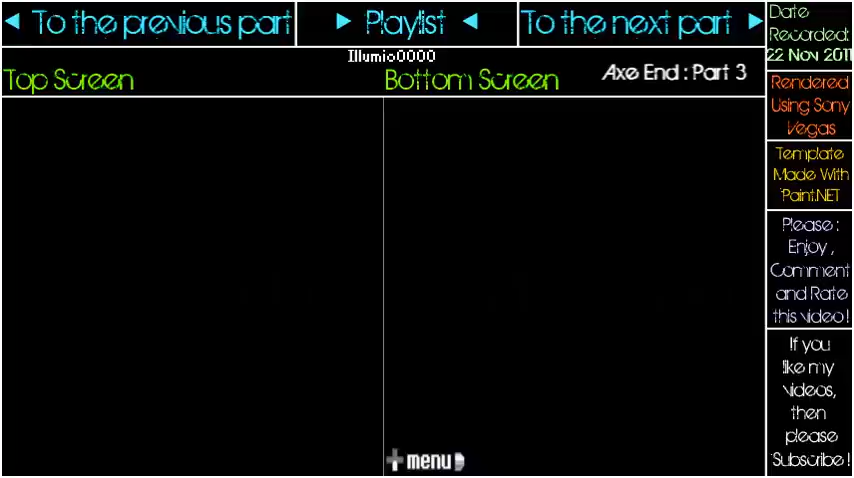 ◄ To the previous part
► Playlist ◄
To the next part ►
Illumio0000
Top Screen
Bottom Screen
Axe End : Part 3
menu
Date
Recorded:
22 Nov 2011
Rendered
Using Sony
Vegas
Template
Made With
Paint.NET
Please :
Enjoy ,
Comment
and Rate
this video !
If you
like my
videos,
then
please
Subscribe !